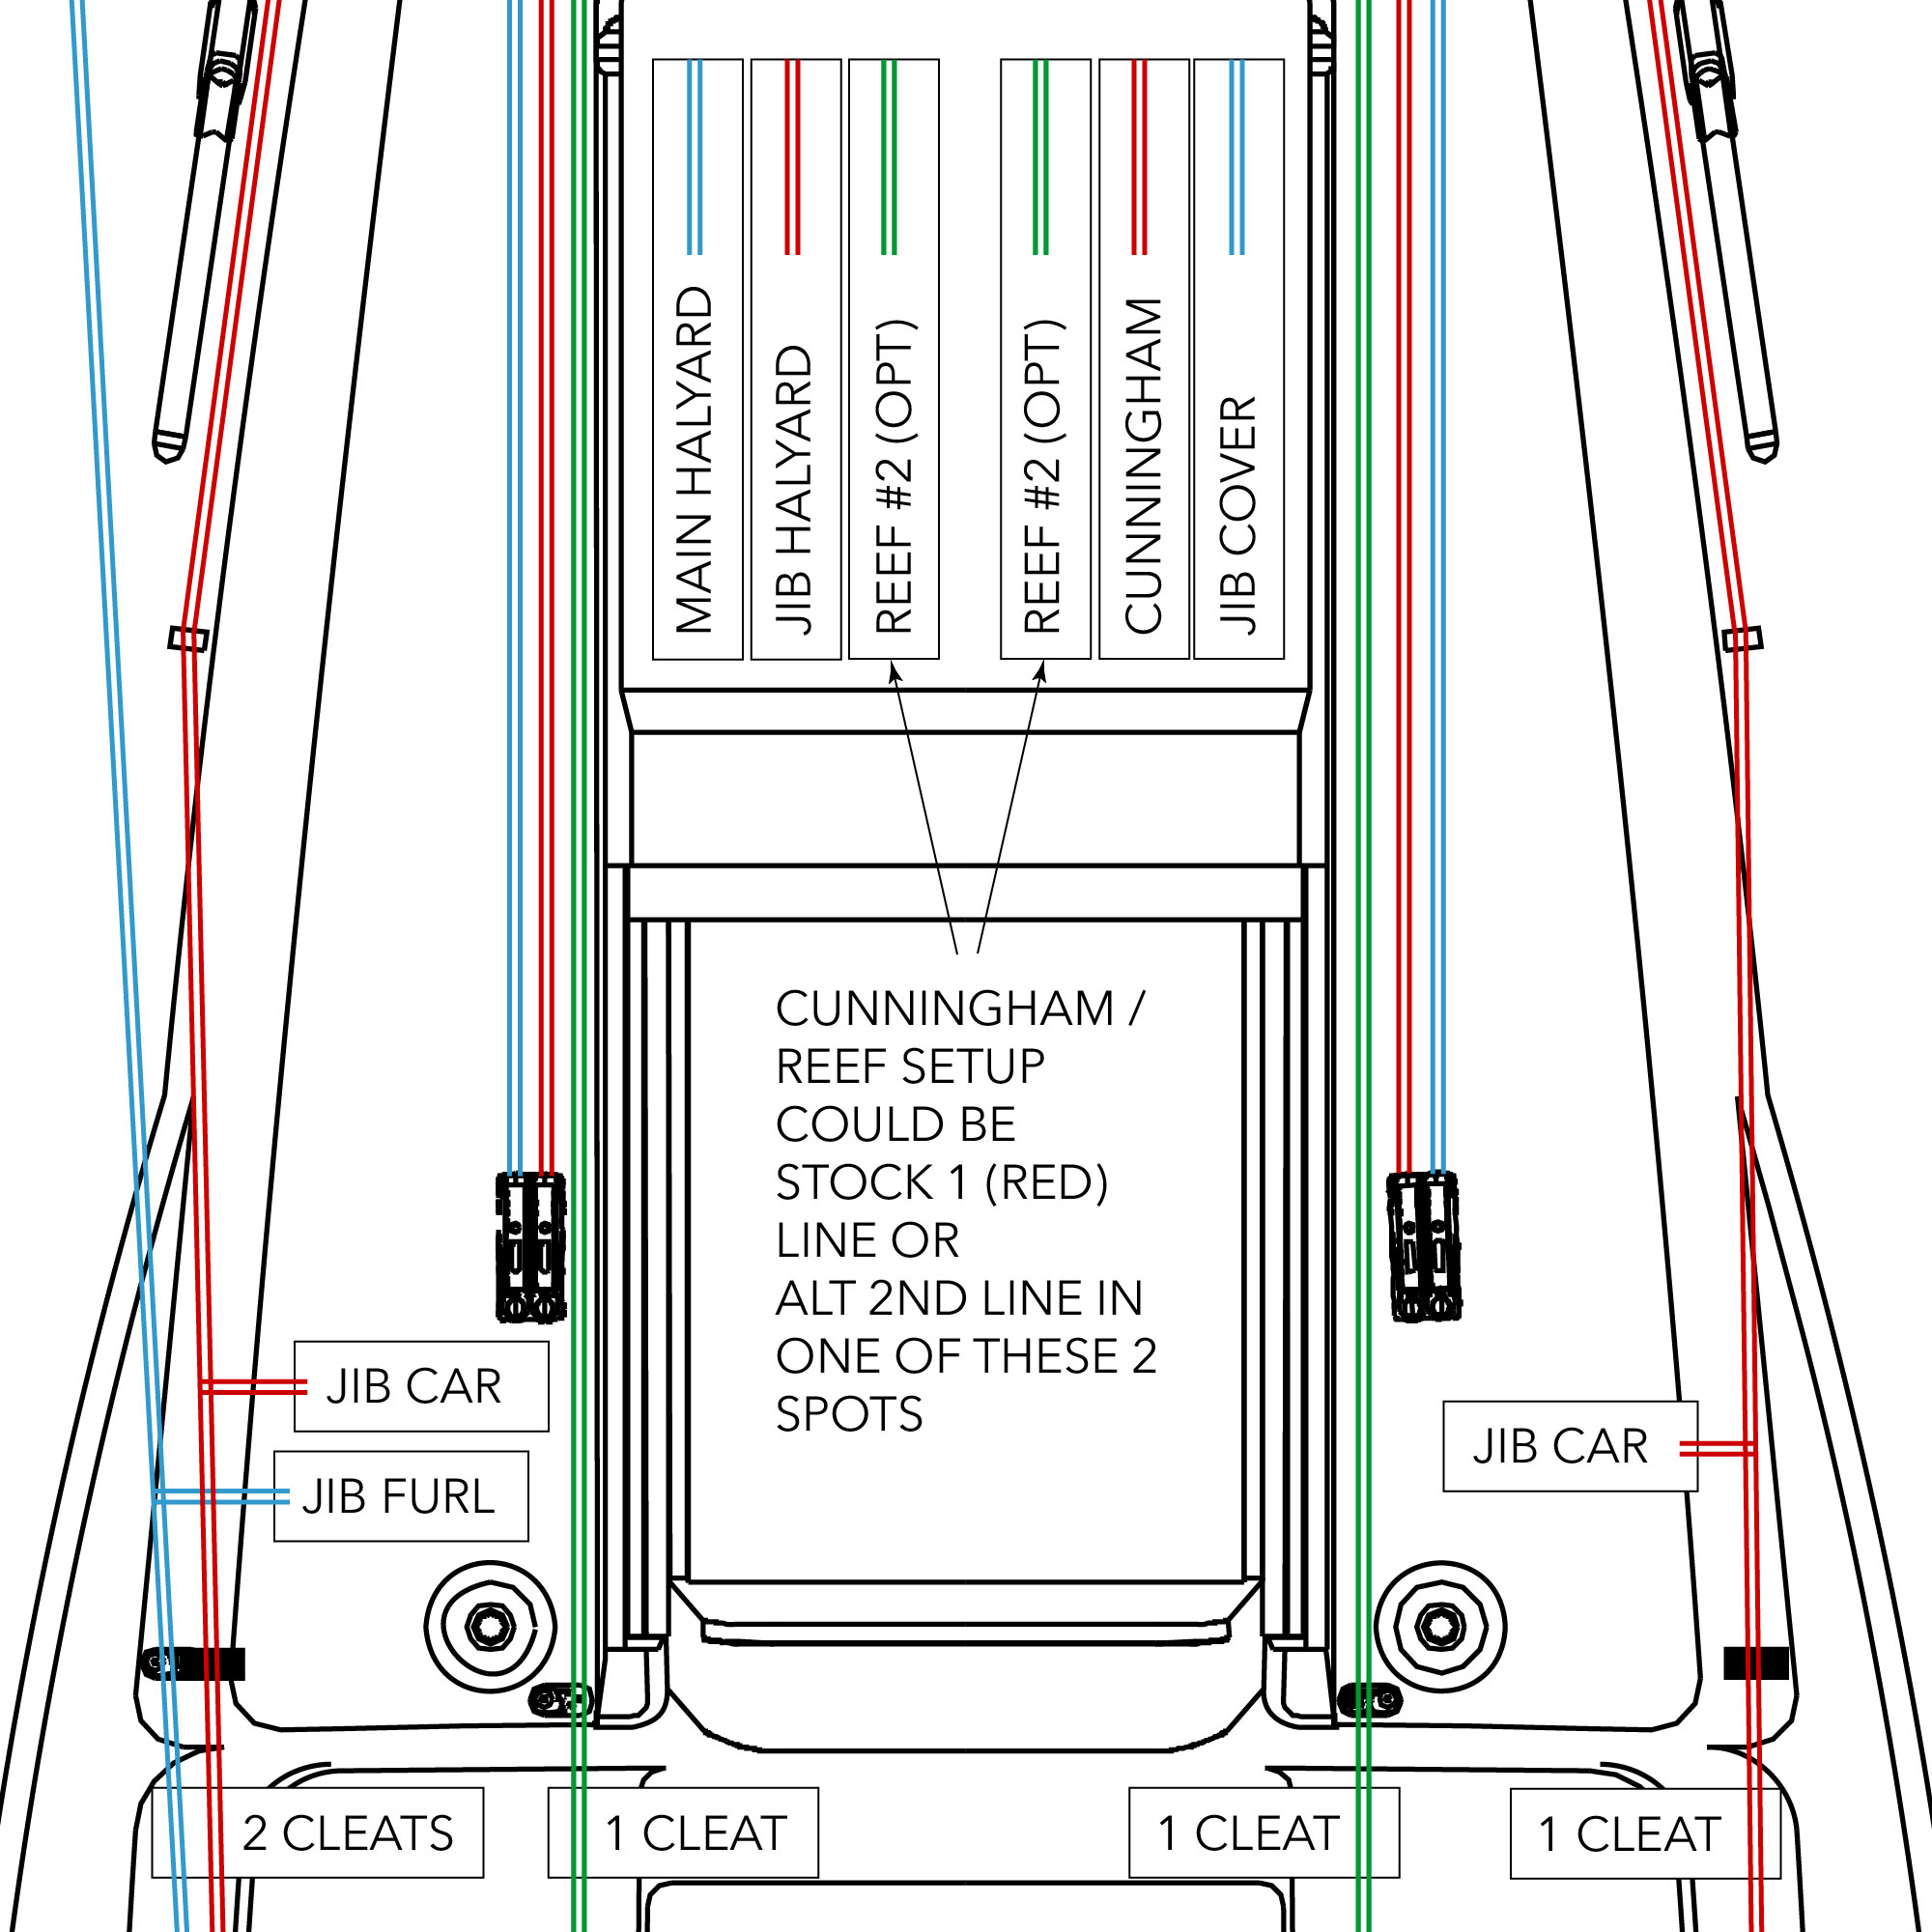 MAIN HALYARD
JIB HALYARD
REEF #2 (OPT)
REEF #2 (OPT)
CUNNINGHAM
JIB COVER
CUNNINGHAM /
REEF SETUP
COULD BE
STOCK 1 (RED)
LINE OR
ALT 2ND LINE IN
ONE OF THESE 2
SPOTS
JIB CAR
JIB FURL
JIB CAR
2 CLEATS
1 CLEAT
1 CLEAT
1 CLEAT